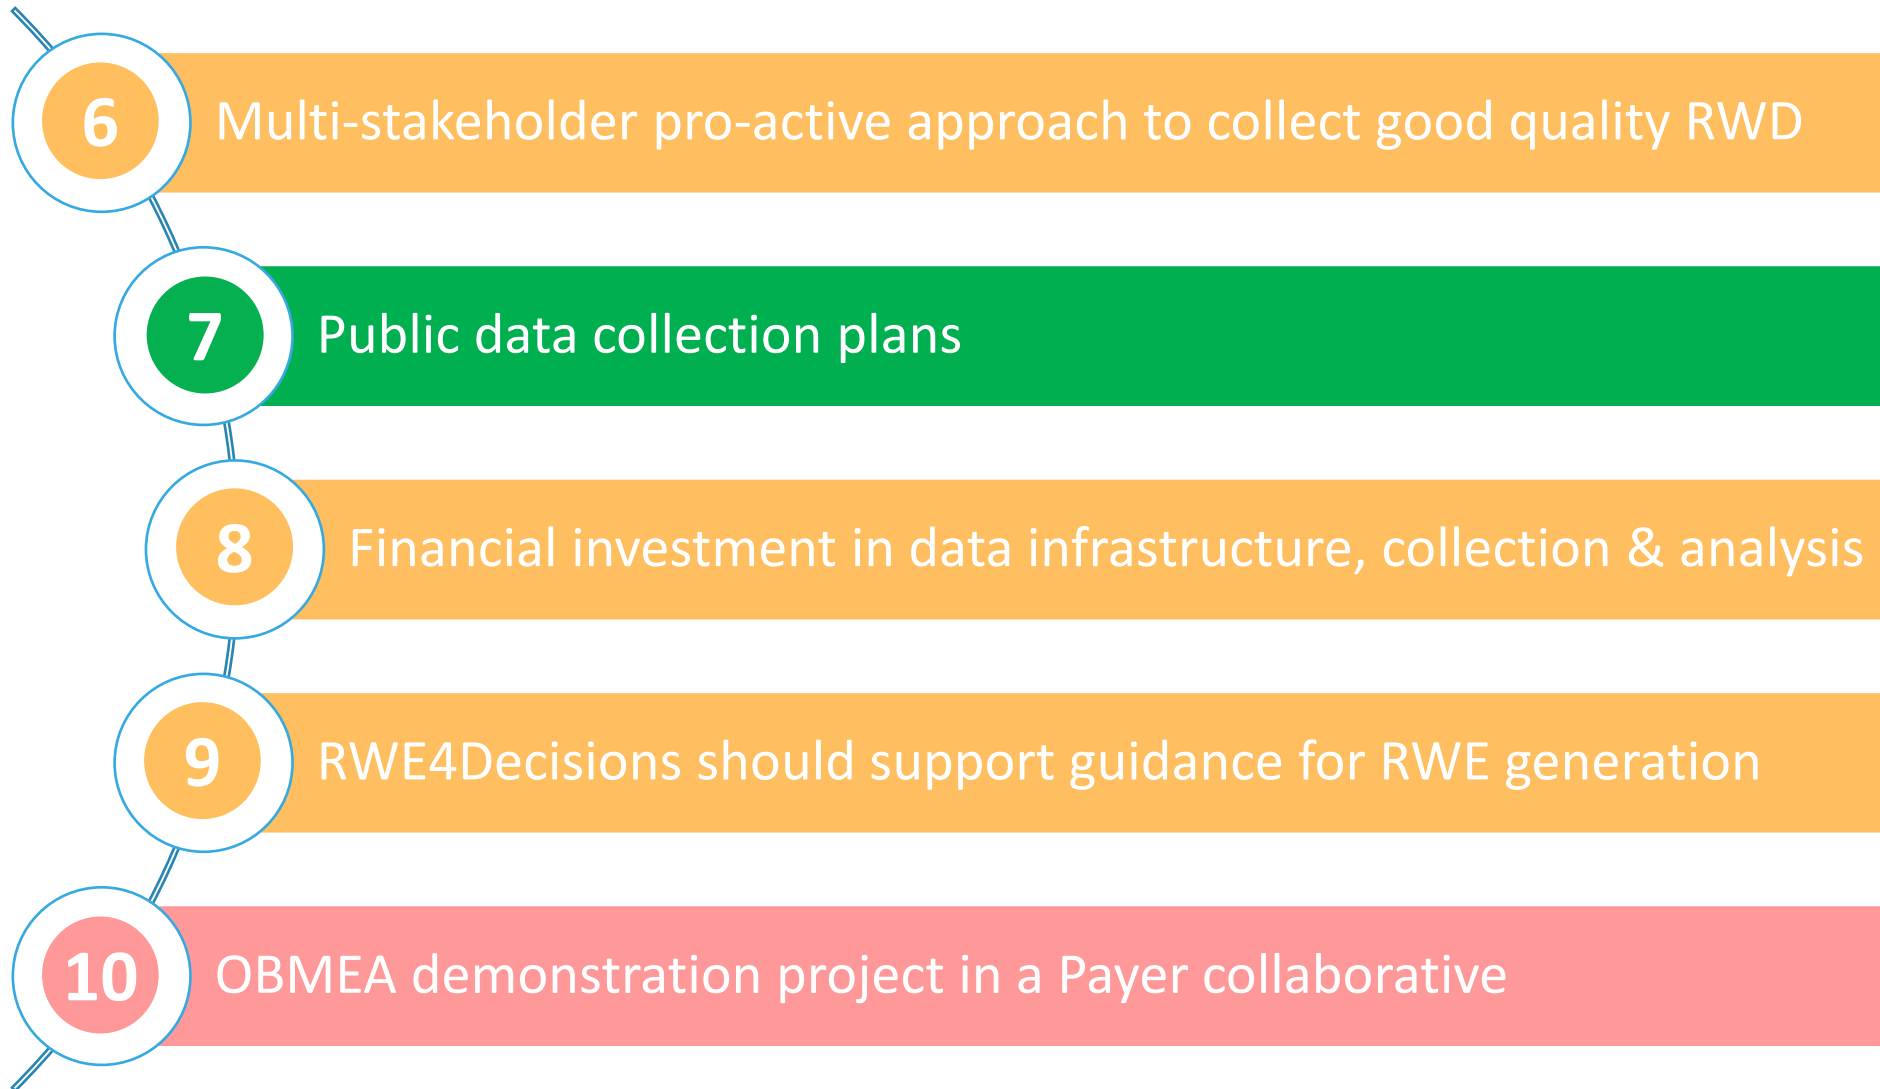 6
Multi-stakeholder pro-active approach to collect good quality RWD
7
Public data collection plans
8
Financial investment in data infrastructure, collection & analysis
9
RWE4Decisions should support guidance for RWE generation
10
OBMEA demonstration project in a Payer collaborative